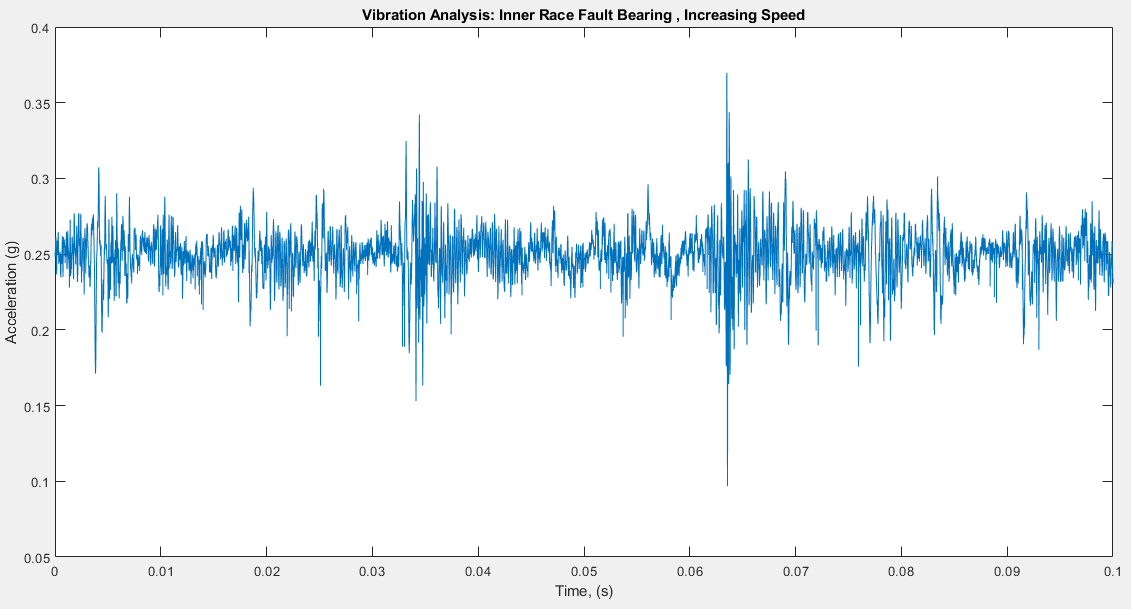 Vibration Analysis: Inner Race Fault Bearing , Increasing Speed
0.4
0.35
0.3
0.25
0.2
0.15
0.1
0.05
Acceleration (g)
0 0.01 0.02 0.03 0.04 0.05 0.06 0.07 0.08 0.09 0.1
Time, (s)